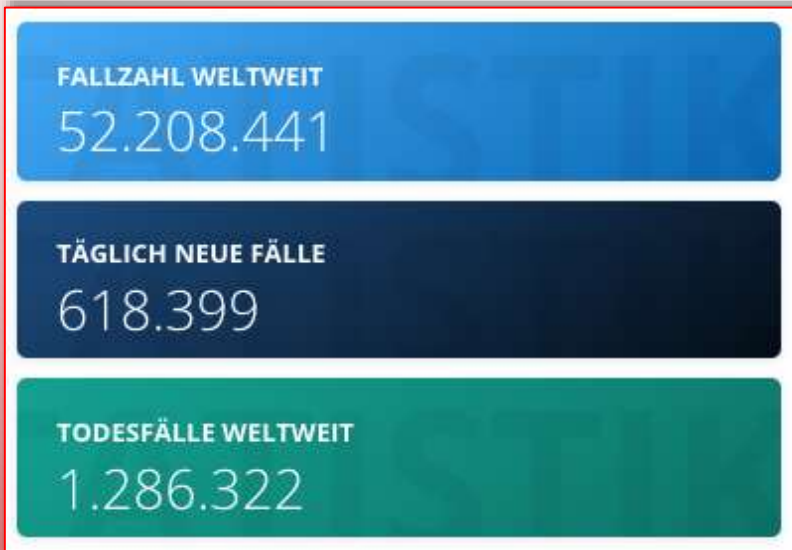 FALLZAHL WELTWEIT
52.208.441
TÄGLICH NEUE FÄLLE
618.399
TODESFÄLLE WELTWEIT
1.286.322